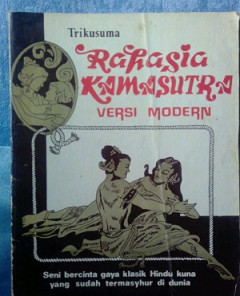 Trikusuma
Rahasia
KAMASUTRA
VERSI MODERN
Seni bercinta gaya klasik Hindu kuna
yang sudah termasyhur di dunia